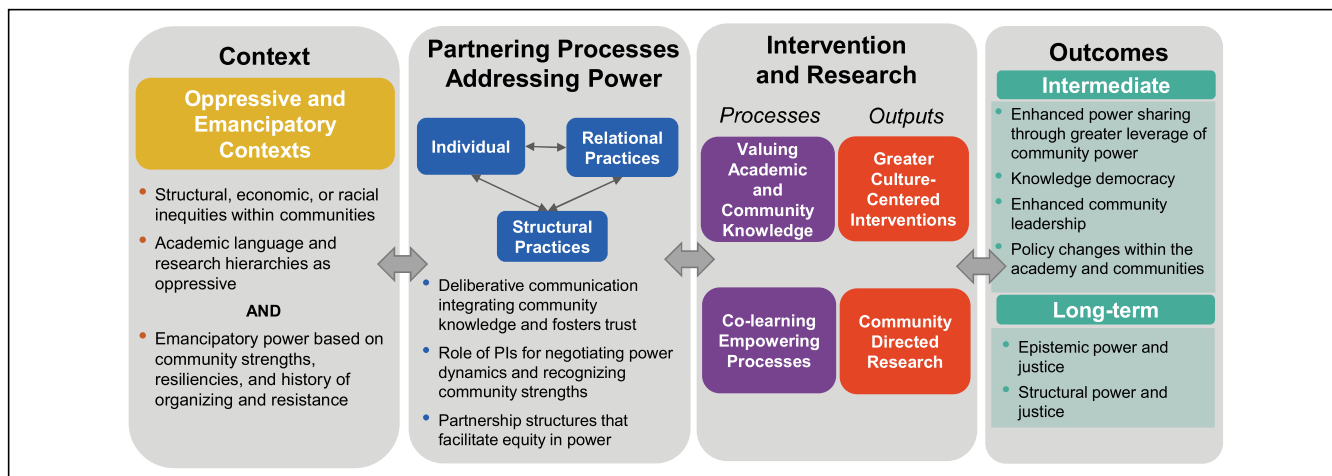 Context
Oppressive and
Emancipatory
Contexts
• Structural, economic, or racial
inequities within communities
• Academic language and
research hierarchies as
oppressive
AND
• Emancipatory power based on
community strengths,
resiliencies, and history of
organizing and resistance
Partnering Processes
Addressing Power
Individual
Relational
Practices
Structural
Practices
• Deliberative communication
integrating community
knowledge and fosters trust
• Role of PIs for negotiating power
dynamics and recognizing
community strengths
• Partnership structures that
facilitate equity in power
Intervention
and Research
Processes
Outputs
Valuing
Academic
and
Community
Knowledge
Greater
Culture-
Centered
Interventions
Co-learning
Empowering
Processes
Community
Directed
Research
Outcomes
Intermediate
• Enhanced power sharing
through greater leverage of
community power
• Knowledge democracy
• Enhanced community
leadership
• Policy changes within the
academy and communities
Long-term
• Epistemic power and
justice
• Structural power and
justice